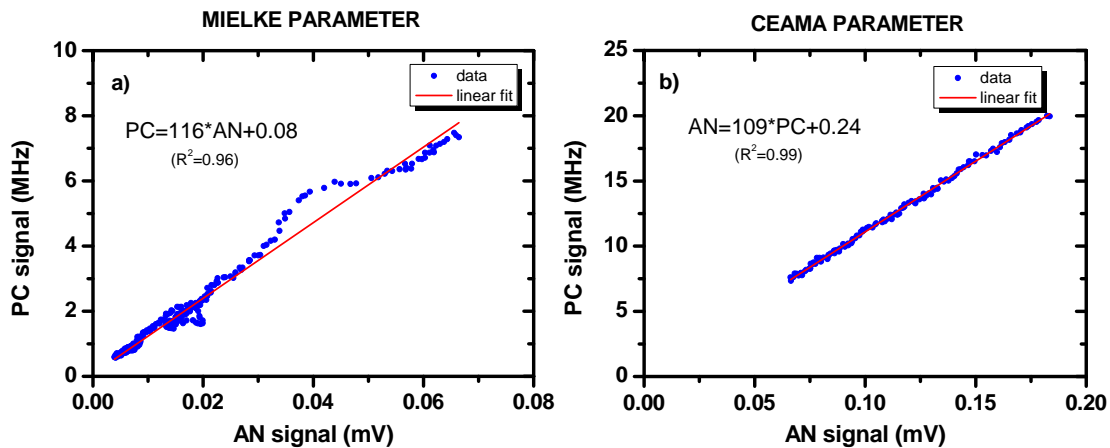 MIELKE PARAMETER
a)
data
linear fit
PC=116*AN+0.08
(R²=0.96)
PC signal (MHz)
10
8
6
4
2
0
0.00 0.02 0.04 0.06 0.08
AN signal (mV)
CEAMA PARAMETER
b)
data
linear fit
AN=109*PC+0.24
(R²=0.99)
PC signal (MHz)
25
20
15
10
5
0
0.00 0.05 0.10 0.15 0.20
AN signal (mV)